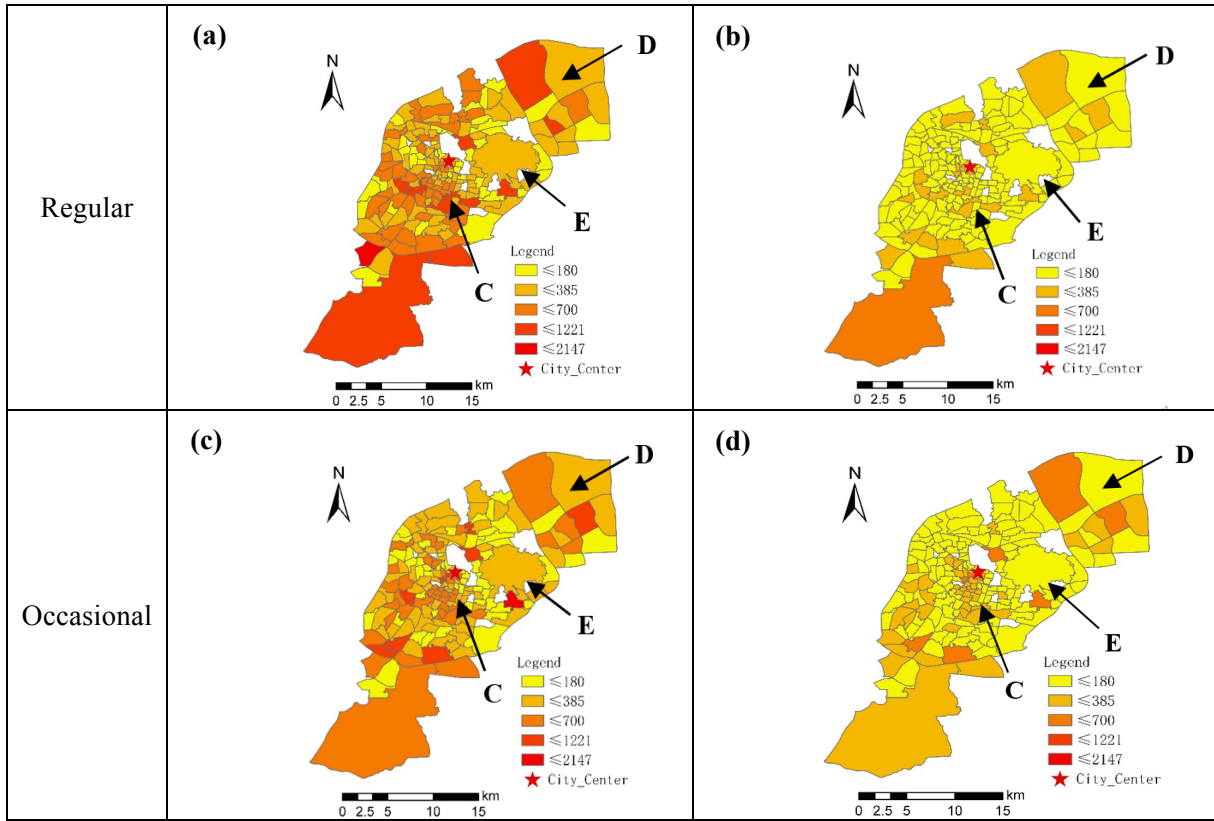 Regular
(a)
N
D
E
C
Legend
≤180
≤385
≤700
≤1221
≤2147
City_Center
km
0 2.5 5 10 15
(b)
N
D
E
C
Legend
≤180
≤385
≤700
≤1221
≤2147
City_Center
km
0 2.5 5 10 15
Occasional
(c)
N
D
E
C
Legend
≤180
≤385
≤700
≤1221
≤2147
City_Center
km
0 2.5 5 10 15
(d)
N
D
E
C
Legend
≤180
≤385
≤700
≤1221
≤2147
City_Center
km
0 2.5 5 10 15